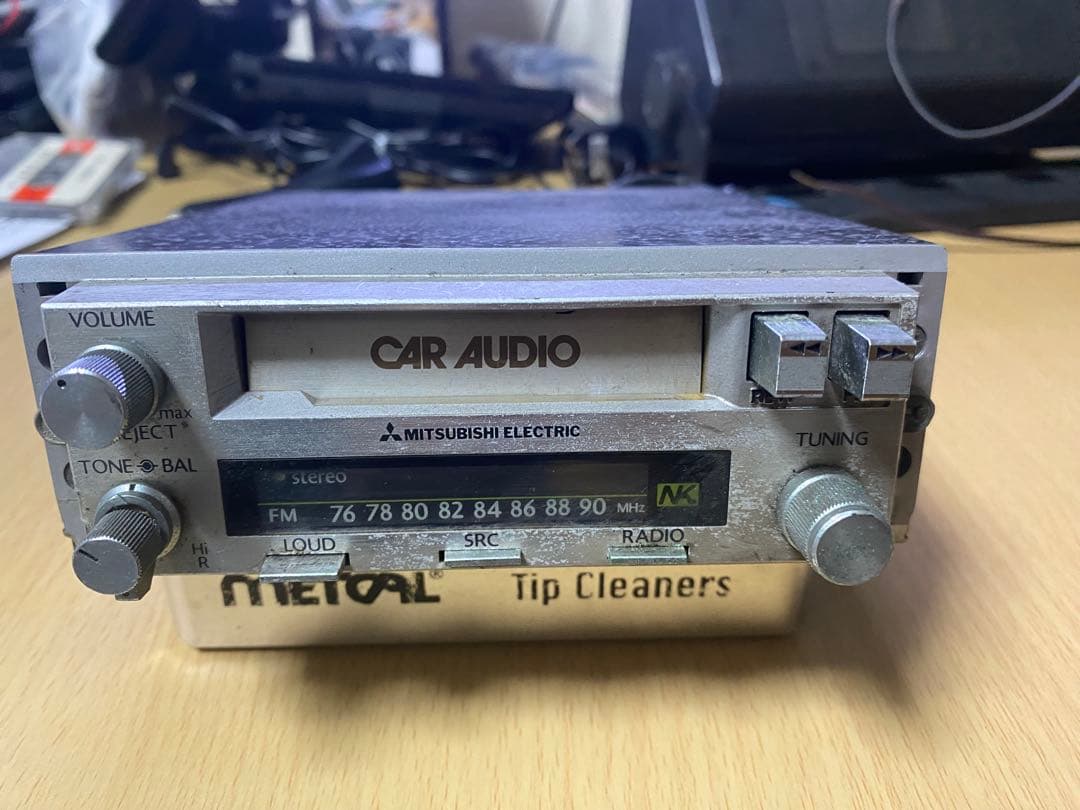 VOLUME
CAR AUDIO
max
EJECT*
MITSUBISHI ELECTRIC
TUNING
TONE BAL
stereo
NK
FM 76 78 80 82 84 86 88 90 MHz
Hi
R
LOUD
SRC
RADIO
METCAL®
Tip Cleaners